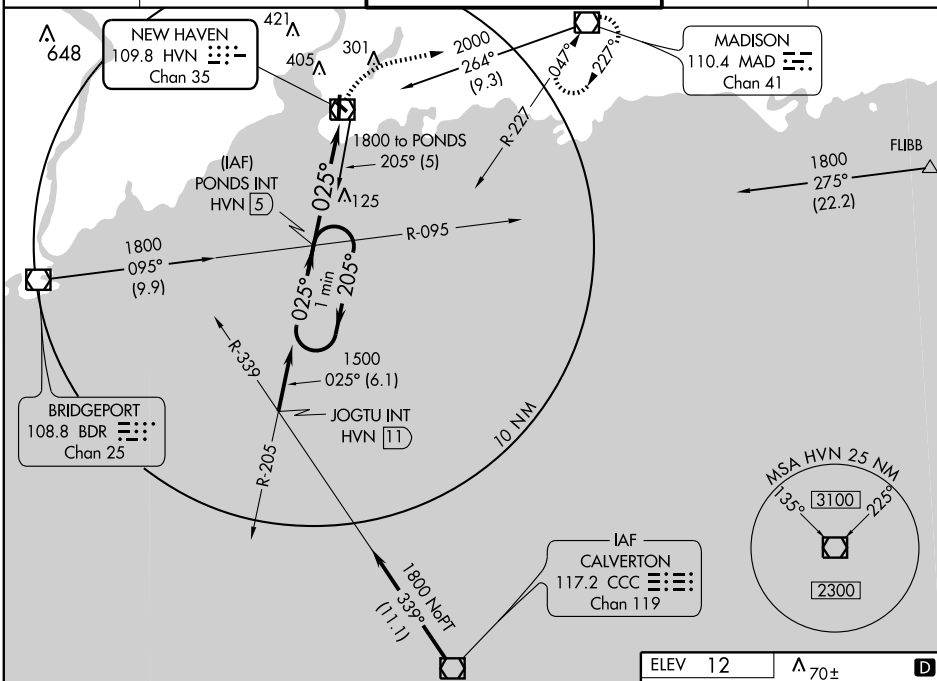 648
421
405
301
NEW HAVEN
109.8 HVN
Chan 35
2000
264°
(9.3)
047°
227°
MADISON
110.4 MAD
Chan 41
R-227
1800 to PONDS
205° (5)
025°
125
(IAF)
PONDS INT
HVN 5
FLIBB
1800
275°
(22.2)
R-095
1800
095°
(9.9)
025°
1 min
205°
1500
025° (6.1)
R-339
JOGTU INT
HVN 11
R-205
10 NM
BRIDGEPORT
108.8 BDR
Chan 25
MSA HVN 25 NM
135°
3100
225°
2300
1800 NoPT
339°
(11.1)
IAF
CALVERTON
117.2 CCC
Chan 119
ELEV 12
70±
D